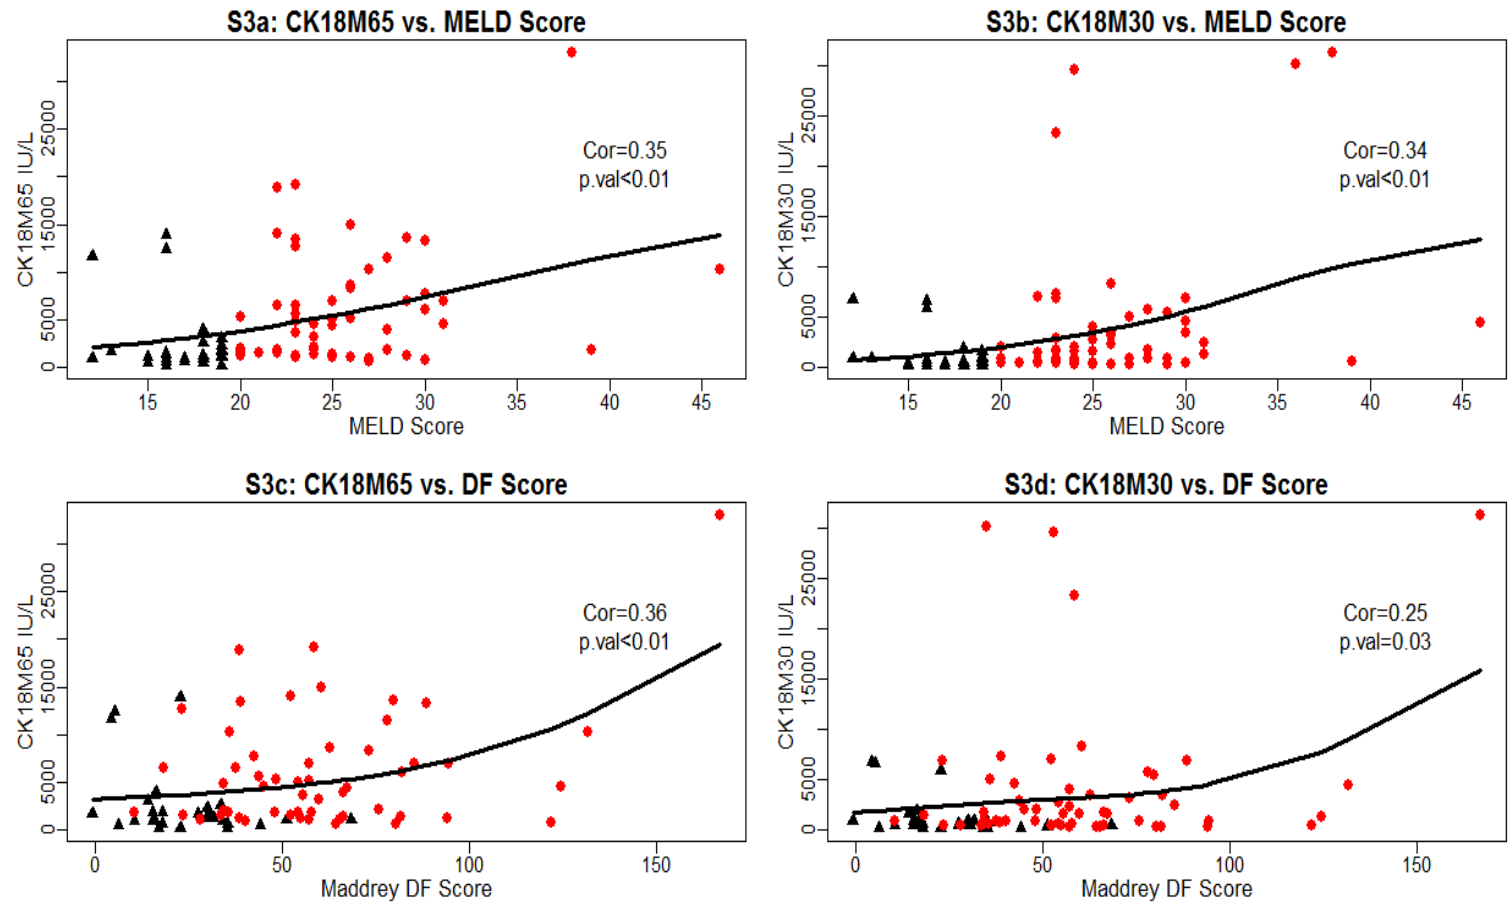 S3a: CK18M65 vs. MELD Score
CK18M65 IU/L
0 5000 15000 25000
Cor=0.35
p.val<0.01
15 20 25 30 35 40 45
MELD Score
S3b: CK18M30 vs. MELD Score
CK18M30 IU/L
0 5000 15000 25000
Cor=0.34
p.val<0.01
15 20 25 30 35 40 45
MELD Score
S3c: CK18M65 vs. DF Score
CK18M65 IU/L
0 5000 15000 25000
Cor=0.36
p.val<0.01
0 50 100 150
Maddrey DF Score
S3d: CK18M30 vs. DF Score
CK18M30 IU/L
0 5000 15000 25000
Cor=0.25
p.val=0.03
0 50 100 150
Maddrey DF Score